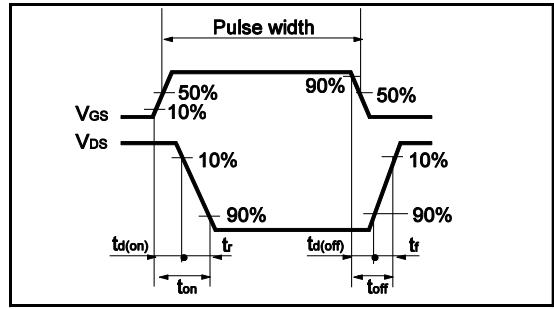 Pulse width
90%
50%
50%
10%
VGS
VDS
10%
10%
90%
90%
td(on)
tr
td(off)
tf
ton
toff